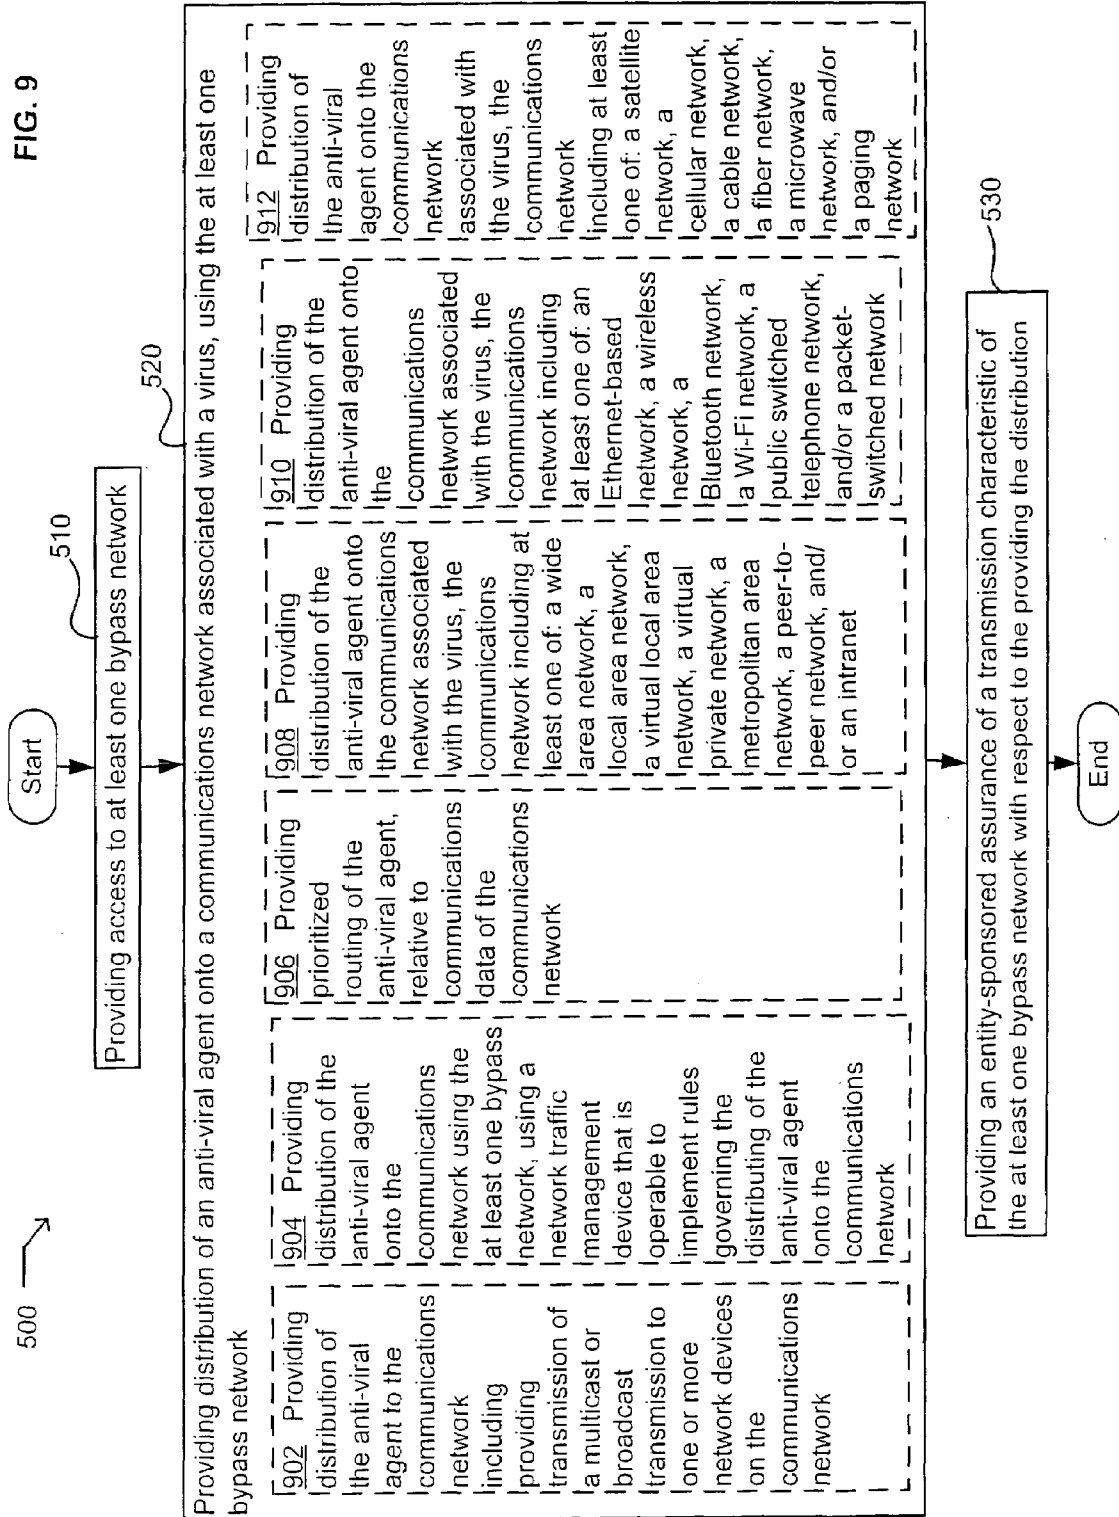 FIG. 9
500
Start
510
Providing access to at least one bypass network
520
Providing distribution of an anti-viral agent onto a communications network associated with a virus, using the at least one
bypass network
902 Providing
distribution of
the anti-viral
agent to the
communications
network
including
providing
transmission of
a multicast or
broadcast
transmission to
one or more
network devices
on the
communications
network
904 Providing
distribution of the
anti-viral agent
onto the
communications
network using the
at least one bypass
network, using a
network traffic
management
device that is
operable to
implement rules
governing the
distributing of the
anti-viral agent
onto the
communications
network
906 Providing
prioritized
routing of the
anti-viral agent,
relative to
communications
data of the
communications
network
908 Providing
distribution of the
anti-viral agent onto
the communications
network associated
with the virus, the
communications
network including at
least one of: a wide
area network, a
local area network,
a virtual local area
network, a virtual
private network, a
metropolitan area
network, a peer-to-
peer network, and/
or an intranet
910 Providing
distribution of the
anti-viral agent onto
the
communications
network associated
with the virus, the
communications
network including
at least one of: an
Ethernet-based
network, a wireless
network, a
Bluetooth network,
a Wi-Fi network, a
public switched
telephone network,
and/or a packet-
switched network
912 Providing
distribution of
the anti-viral
agent onto the
communications
network
associated with
the virus, the
communications
network
including at least
one of: a satellite
network, a
cellular network,
a cable network,
a fiber network,
a microwave
network, and/or
a paging
network
530
Providing an entity-sponsored assurance of a transmission characteristic of
the at least one bypass network with respect to the providing the distribution
End